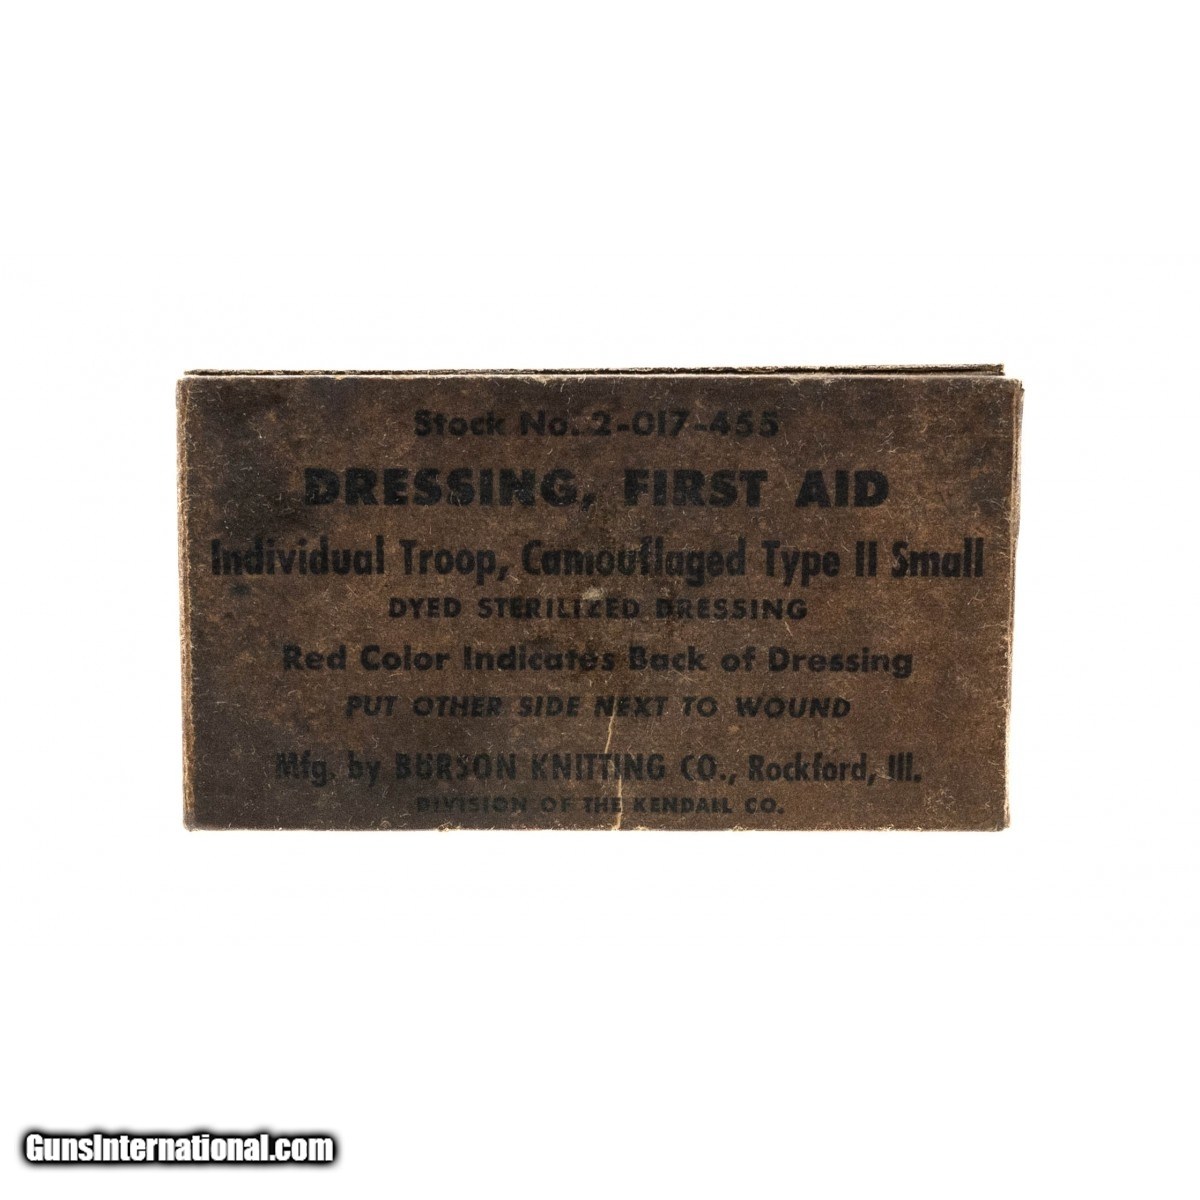 Stock No. 2-017-455
DRESSING, FIRST AID
Individual Troop, Camouflaged Type II Small
DYED STERILIZED DRESSING
Red Color Indicates Back of Dressing
PUT OTHER SIDE NEXT TO WOUND
Mfg. by BURSON KNITTING CO., Rockford, Ill.
DIVISION OF THE KENDALL CO.
GunsInternational.com